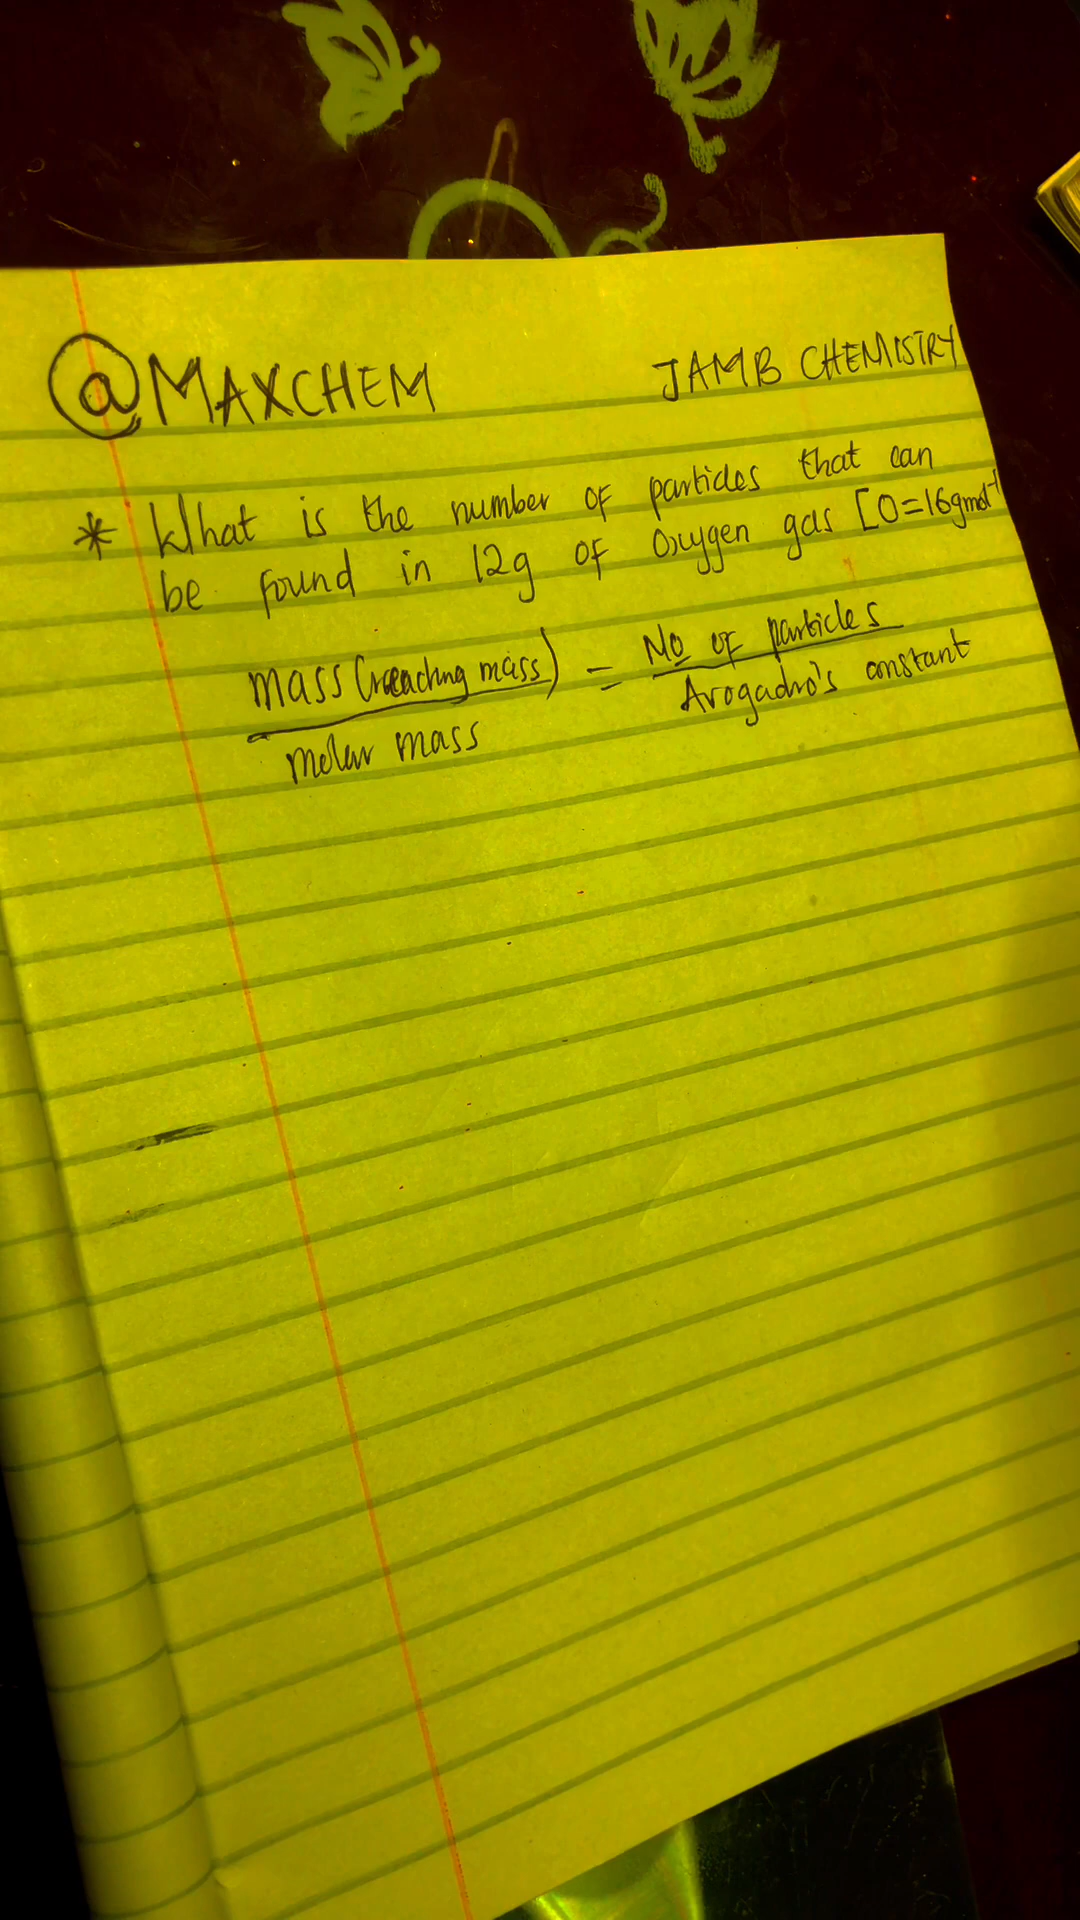 @MAXCHEM JAMB CHEMISTRY
* What is the number of particles that can
be found in 12g of Oxygen gas [O=16gmol⁻¹
mass (reacting mass) = No of particles
molar mass Avogadro's constant